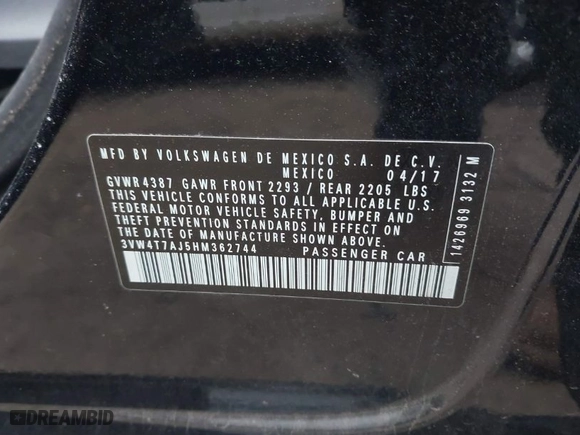 MFD BY VOLKSWAGEN DE MEXICO S.A. DE C.V.
MEXICO 04/17
GVWR 4387 GAWR FRONT 2293 / REAR 2205 LBS
THIS VEHICLE CONFORMS TO ALL APPLICABLE U.S.
FEDERAL MOTOR VEHICLE SAFETY, BUMPER AND
THEFT PREVENTION STANDARDS IN EFFECT ON
THE DATE OF MANUFACTURE SHOWN ABOVE.
3VW4T7AJ5HM362744 PASSENGER CAR
1426969 3132 M
DREAMBID